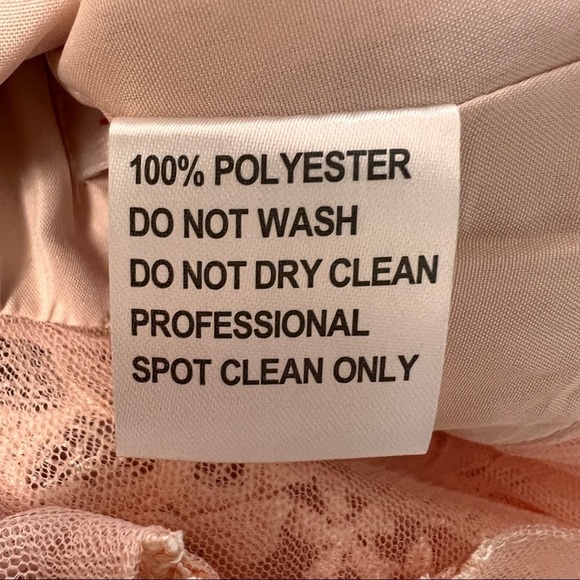 100% POLYESTER
DO NOT WASH
DO NOT DRY CLEAN
PROFESSIONAL
SPOT CLEAN ONLY